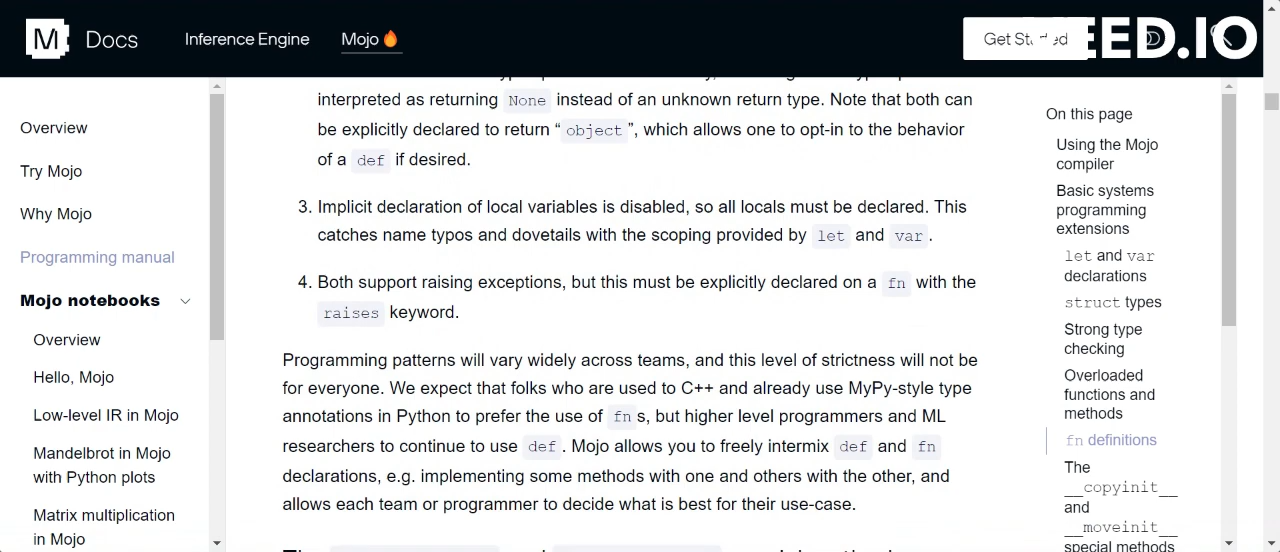 M Docs Inference Engine Mojo🔥 Get Started EED.IO
Overview
Try Mojo
Why Mojo
Programming manual
Mojo notebooks
Overview
Hello, Mojo
Low-level IR in Mojo
Mandelbrot in Mojo
with Python plots
Matrix multiplication
in Mojo
interpreted as returning None instead of an unknown return type. Note that both can
be explicitly declared to return “object”, which allows one to opt-in to the behavior
of a def if desired.
3. Implicit declaration of local variables is disabled, so all locals must be declared. This
catches name typos and dovetails with the scoping provided by let and var.
4. Both support raising exceptions, but this must be explicitly declared on a fn with the
raises keyword.
Programming patterns will vary widely across teams, and this level of strictness will not be
for everyone. We expect that folks who are used to C++ and already use MyPy-style type
annotations in Python to prefer the use of fns, but higher level programmers and ML
researchers to continue to use def. Mojo allows you to freely intermix def and fn
declarations, e.g. implementing some methods with one and others with the other, and
allows each team or programmer to decide what is best for their use-case.
On this page
Using the Mojo
compiler
Basic systems
programming
extensions
let and var
declarations
struct types
Strong type
checking
Overloaded
functions and
methods
fn definitions
The
__copyinit__
and
__moveinit__
special methods